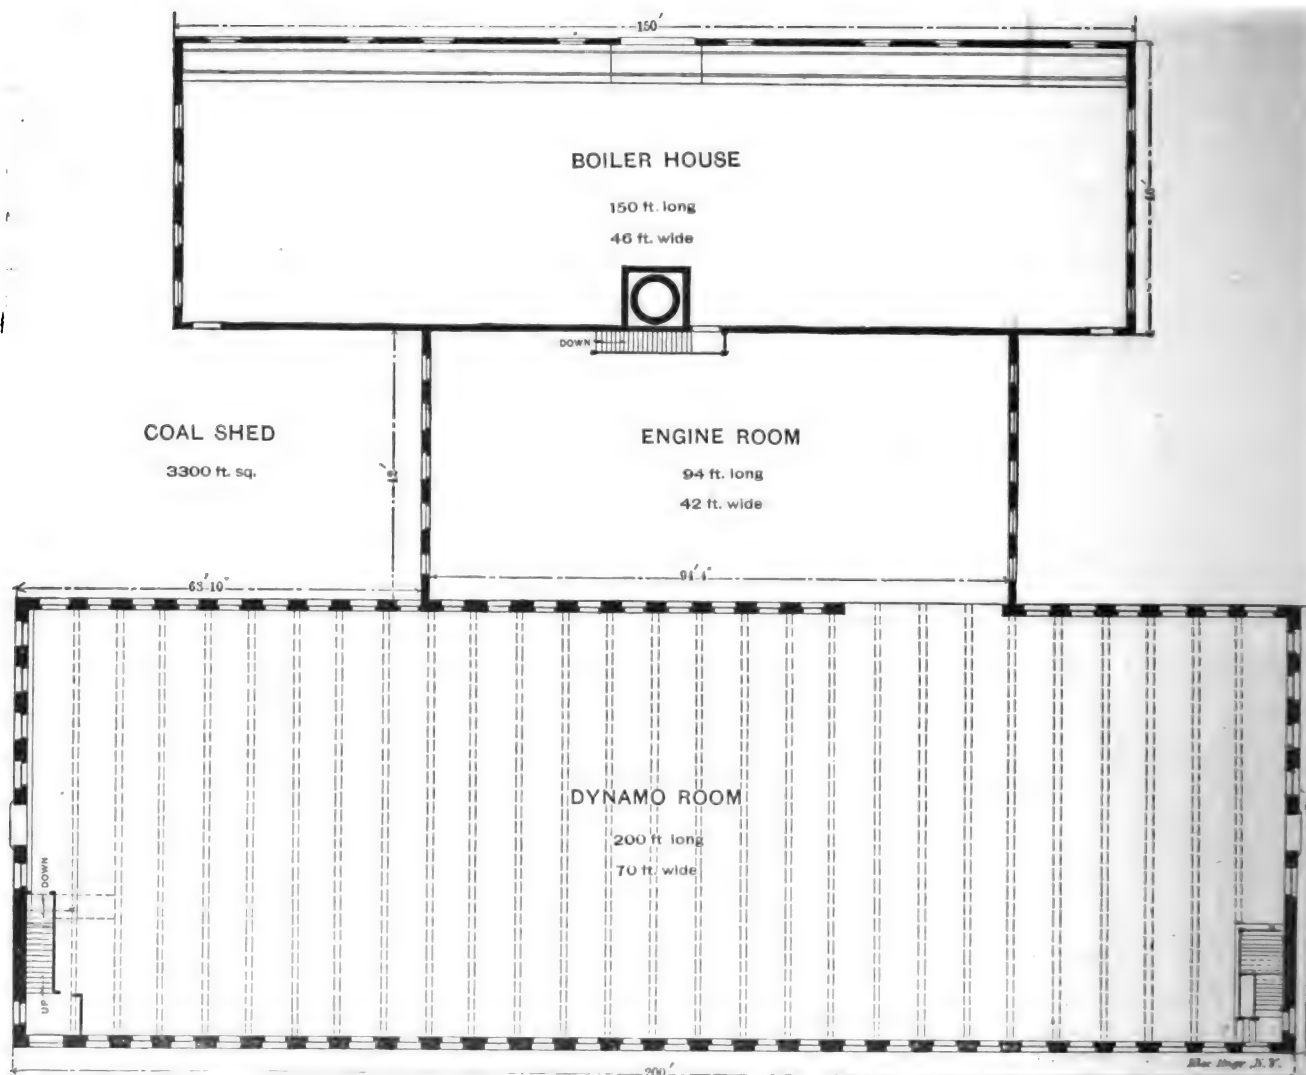 150'
BOILER HOUSE
150 ft. long
46 ft. wide
46'
DOWN
COAL SHED
3300 ft. sq.
42'
ENGINE ROOM
94 ft. long
42 ft. wide
63'10"
94'4"
DYNAMO ROOM
200 ft long
70 ft. wide
DOWN
UP
N.Y.
200'